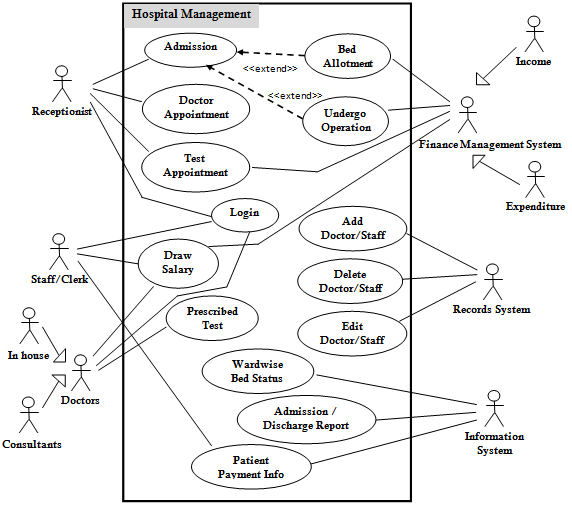 Hospital Management
Admission
Bed
Allotment
<<extend>>
<<extend>>
Income
Receptionist
Doctor
Appointment
Undergo
Operation
Finance Management System
Test
Appointment
Expenditure
Login
Add
Doctor/Staff
Staff/Clerk
Draw
Salary
Delete
Doctor/Staff
Records System
Prescribed
Test
Edit
Doctor/Staff
In house
Doctors
Wardwise
Bed Status
Consultants
Admission /
Discharge Report
Information
System
Patient
Payment Info